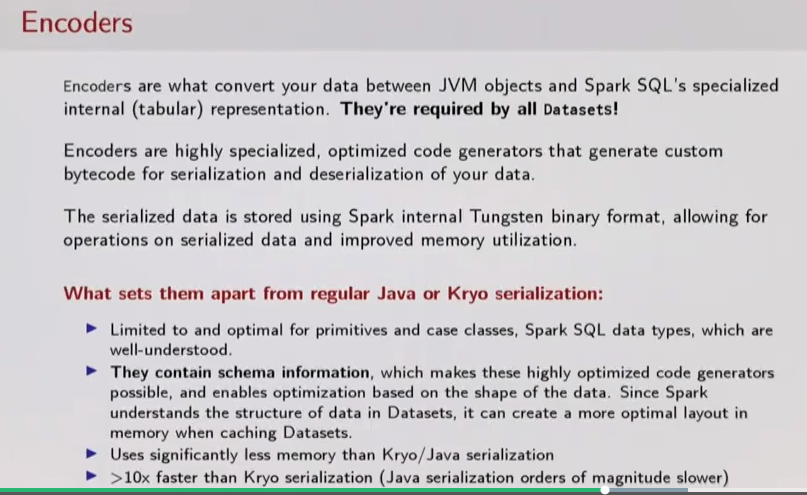 Encoders
Encoders are what convert your data between JVM objects and Spark SQL's specialized
internal (tabular) representation. They're required by all Datasets!
Encoders are highly specialized, optimized code generators that generate custom
bytecode for serialization and deserialization of your data.
The serialized data is stored using Spark internal Tungsten binary format, allowing for
operations on serialized data and improved memory utilization.
What sets them apart from regular Java or Kryo serialization:
▶ Limited to and optimal for primitives and case classes, Spark SQL data types, which are
well-understood.
▶ They contain schema information, which makes these highly optimized code generators
possible, and enables optimization based on the shape of the data. Since Spark
understands the structure of data in Datasets, it can create a more optimal layout in
memory when caching Datasets.
▶ Uses significantly less memory than Kryo/Java serialization
▶ >10x faster than Kryo serialization (Java serialization orders of magnitude slower)